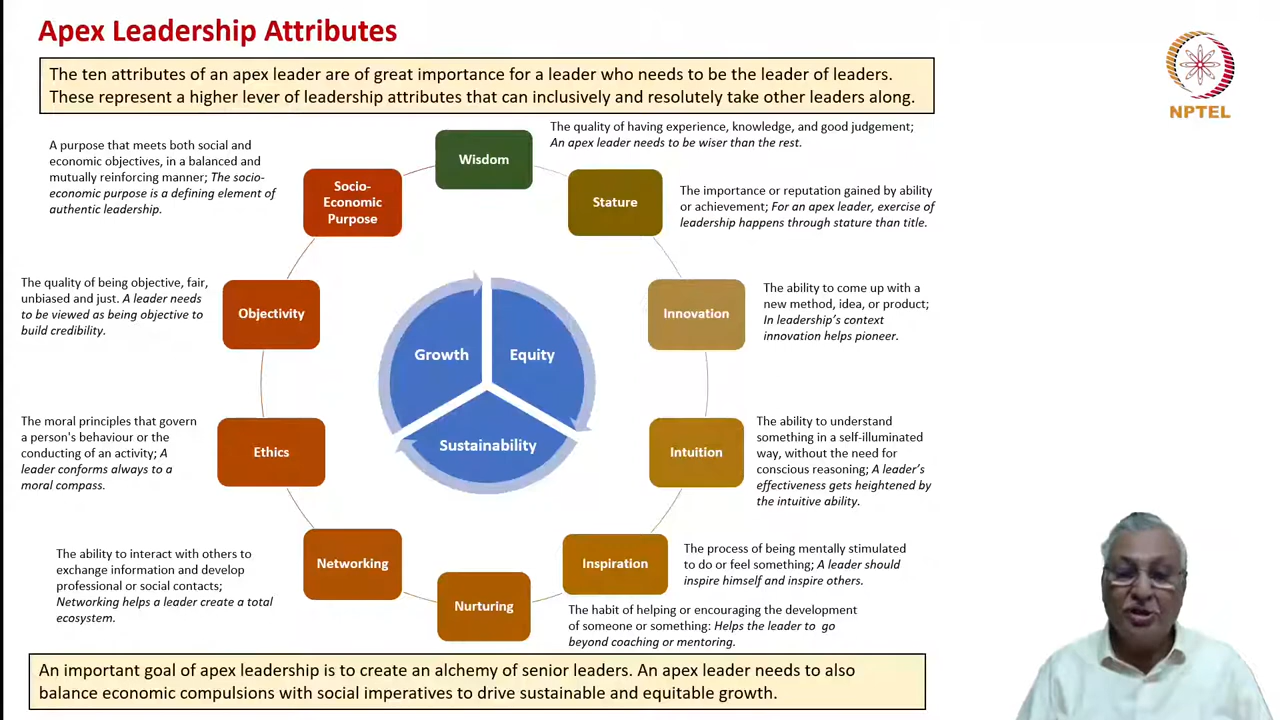 Apex Leadership Attributes
The ten attributes of an apex leader are of great importance for a leader who needs to be the leader of leaders.
These represent a higher lever of leadership attributes that can inclusively and resolutely take other leaders along.
NPTEL
Wisdom
The quality of having experience, knowledge, and good judgement;
An apex leader needs to be wiser than the rest.
Stature
The importance or reputation gained by ability
or achievement; For an apex leader, exercise of
leadership happens through stature than title.
Innovation
The ability to come up with a
new method, idea, or product;
In leadership's context
innovation helps pioneer.
Intuition
The ability to understand
something in a self-illuminated
way, without the need for
conscious reasoning; A leader's
effectiveness gets heightened by
the intuitive ability.
Inspiration
The process of being mentally stimulated
to do or feel something; A leader should
inspire himself and inspire others.
Nurturing
The habit of helping or encouraging the development
of someone or something: Helps the leader to go
beyond coaching or mentoring.
Networking
The ability to interact with others to
exchange information and develop
professional or social contacts;
Networking helps a leader create a total
ecosystem.
Ethics
The moral principles that govern
a person's behaviour or the
conducting of an activity; A
leader conforms always to a
moral compass.
Objectivity
The quality of being objective, fair,
unbiased and just. A leader needs
to be viewed as being objective to
build credibility.
Socio-
Economic
Purpose
A purpose that meets both social and
economic objectives, in a balanced and
mutually reinforcing manner; The socio-
economic purpose is a defining element of
authentic leadership.
Growth
Equity
Sustainability
An important goal of apex leadership is to create an alchemy of senior leaders. An apex leader needs to also
balance economic compulsions with social imperatives to drive sustainable and equitable growth.